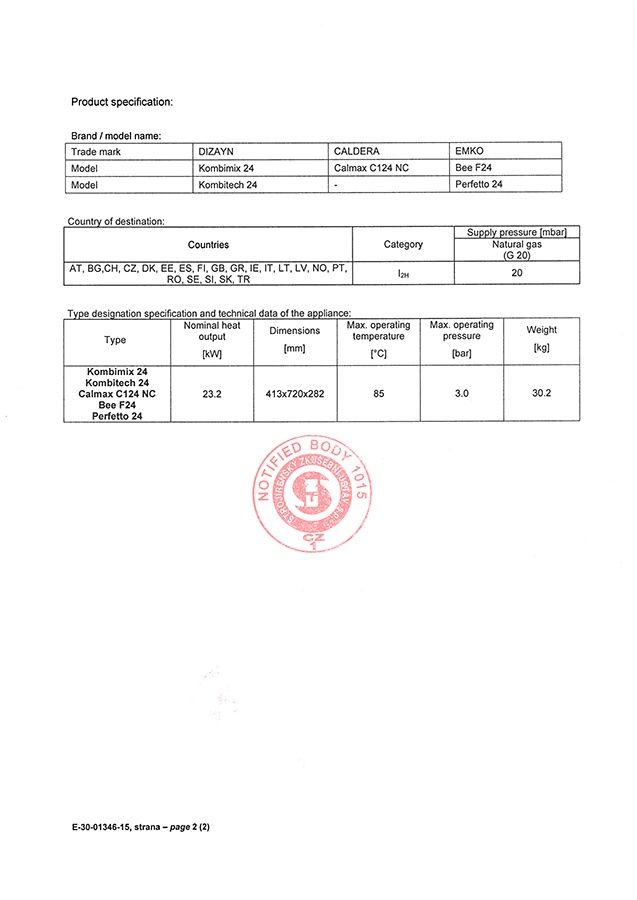 Product specification:
Brand / model name:
Trade mark DIZAYN CALDERA EMKO
Model Kombimix 24 Calmax C124 NC Bee F24
Model Kombitech 24 - Perfetto 24
Country of destination:
Countries Category Supply pressure [mbar]
Natural gas
(G 20)
AT, BG,CH, CZ, DK, EE, ES, FI, GB, GR, IE, IT, LT, LV, NO, PT,
RO, SE, SI, SK, TR
I2H 20
Type designation specification and technical data of the appliance:
Type
Nominal heat
output
[kW]
Dimensions
[mm]
Max. operating
temperature
[°C]
Max. operating
pressure
[bar]
Weight
[kg]
Kombimix 24
Kombitech 24
Calmax C124 NC
Bee F24
Perfetto 24
23.2 413x720x282 85 3.0 30.2
NOTIFIED BODY 1015
STROJÍRENSKÝ ZKUŠEBNÍ ÚSTAV
CZ
1
E-30-01346-15, strana – page 2 (2)